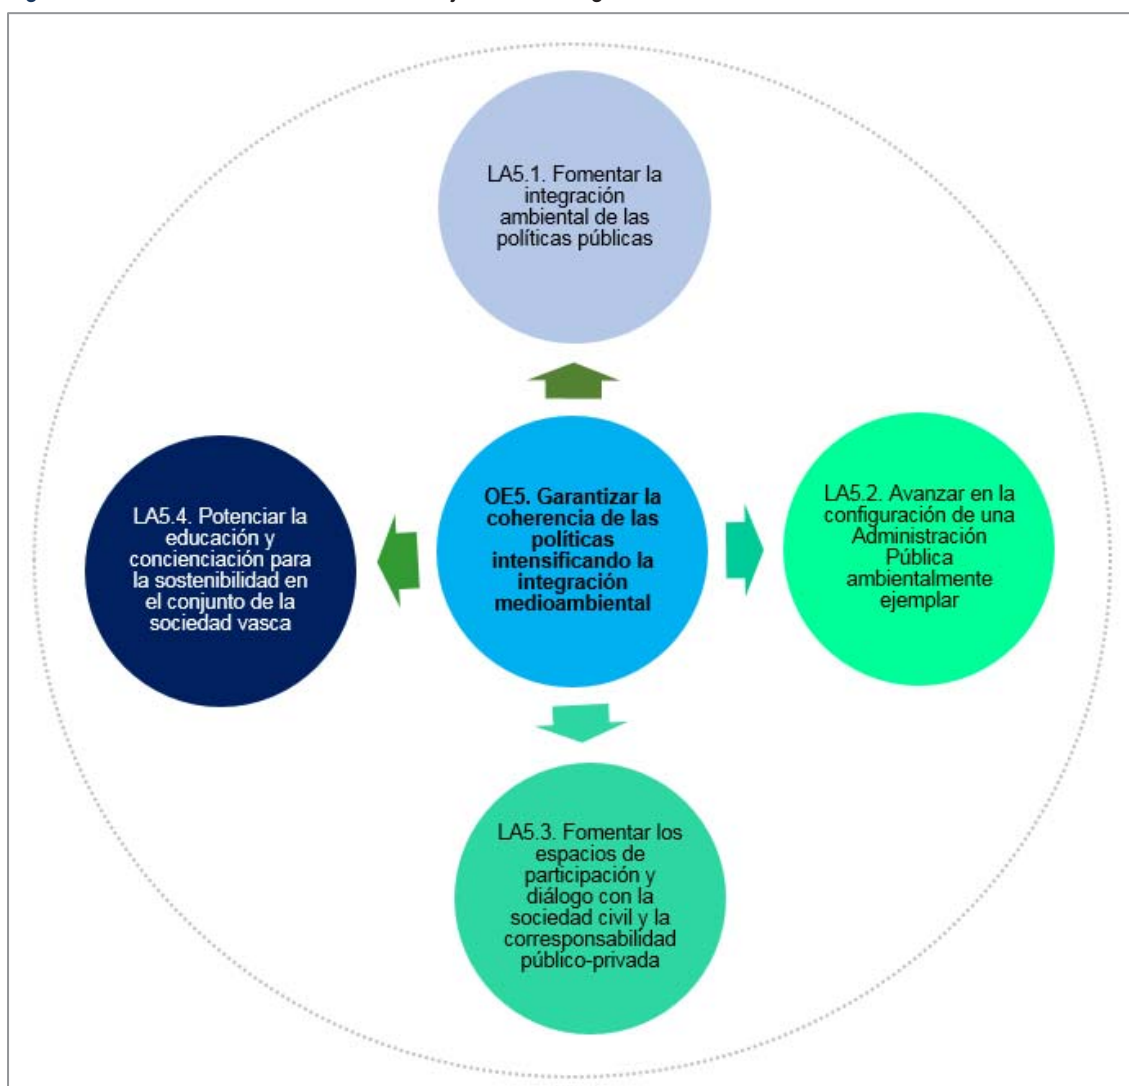 LA5.1. Fomentar la
integración
ambiental de las
políticas públicas
LA5.4. Potenciar la
educación y
concienciación para
la sostenibilidad en
el conjunto de la
sociedad vasca
OE5. Garantizar la
coherencia de las
políticas
intensificando la
integración
medioambiental
LA5.2. Avanzar en la
configuración de una
Administración
Pública
ambientalmente
ejemplar
LA5.3. Fomentar los
espacios de
participación y
diálogo con la
sociedad civil y la
corresponsabilidad
público-privada